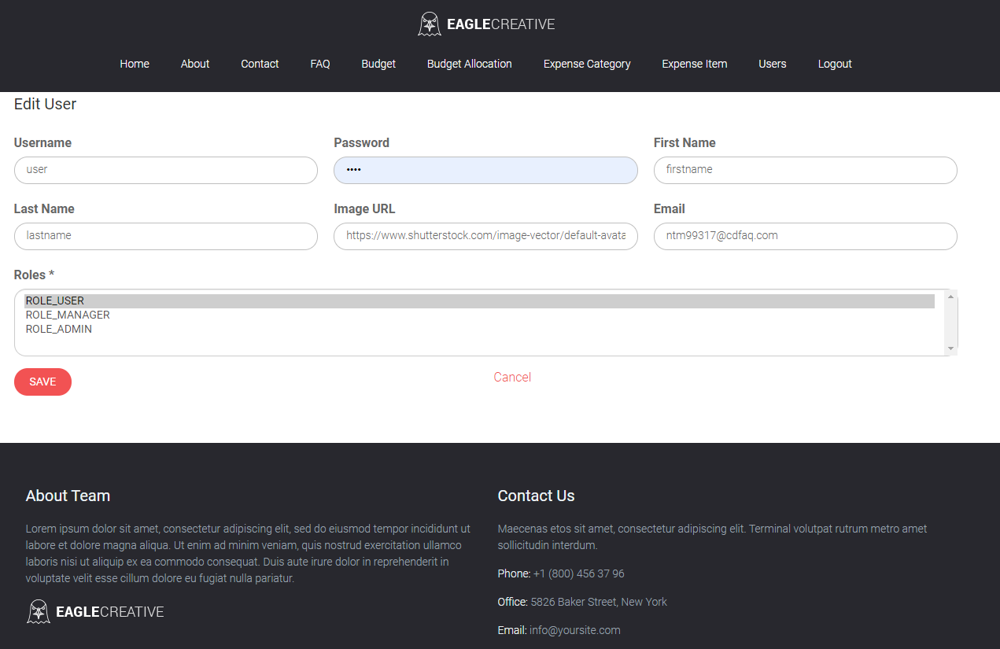 EAGLECREATIVE
Home About Contact FAQ Budget Budget Allocation Expense Category Expense Item Users Logout
Edit User
Username Password First Name
user •••• firstname
Last Name Image URL Email
lastname https://www.shutterstock.com/image-vector/default-avata ntm99317@cdfaq.com
Roles *
ROLE_USER
ROLE_MANAGER
ROLE_ADMIN
SAVE Cancel
About Team
Lorem ipsum dolor sit amet, consectetur adipiscing elit, sed do eiusmod tempor incididunt ut
labore et dolore magna aliqua. Ut enim ad minim veniam, quis nostrud exercitation ullamco
laboris nisi ut aliquip ex ea commodo consequat. Duis aute irure dolor in reprehenderit in
voluptate velit esse cillum dolore eu fugiat nulla pariatur.
EAGLECREATIVE
Contact Us
Maecenas etos sit amet, consectetur adipiscing elit. Terminal volutpat rutrum metro amet
sollicitudin interdum.
Phone: +1 (800) 456 37 96
Office: 5826 Baker Street, New York
Email: info@yoursite.com